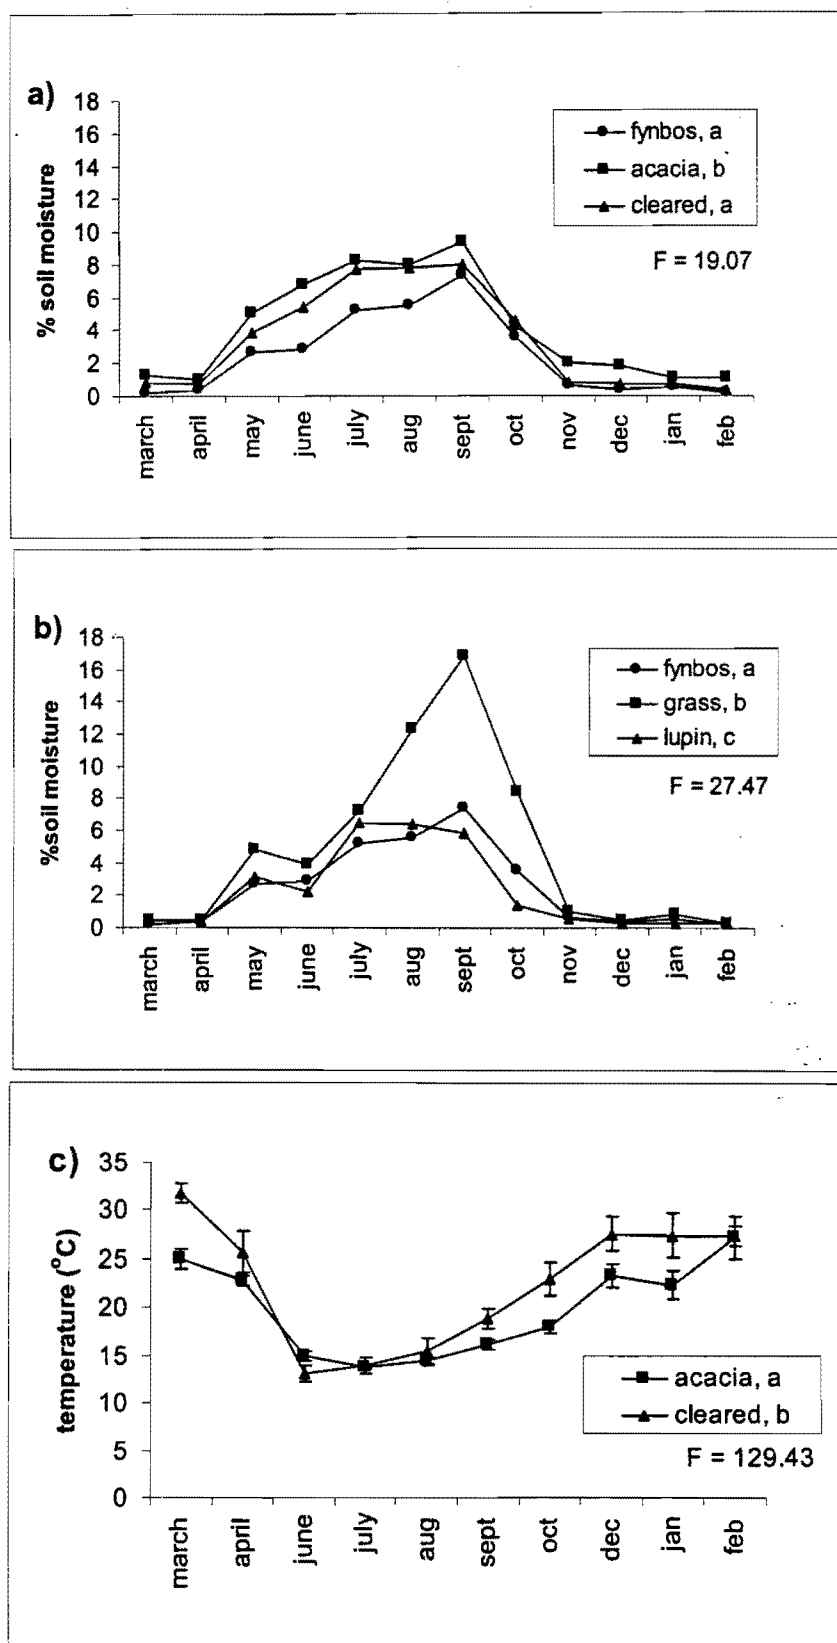 a)
% soil moisture
18
16
14
12
10
8
6
4
2
0
fynbos, a
acacia, b
cleared, a
F = 19.07
march
april
may
june
july
aug
sept
oct
nov
dec
jan
feb
b)
%soil moisture
18
16
14
12
10
8
6
4
2
0
fynbos, a
grass, b
lupin, c
F = 27.47
march
april
may
june
july
aug
sept
oct
nov
dec
jan
feb
c)
temperature (°C)
35
30
25
20
15
10
5
0
acacia, a
cleared, b
F = 129.43
march
april
june
july
aug
sept
oct
dec
jan
feb